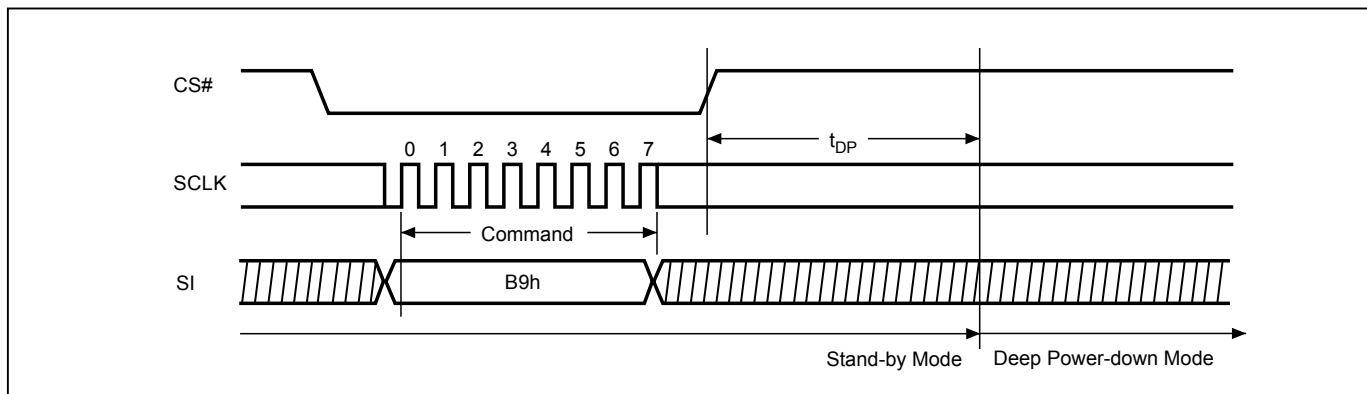 CS#
t_DP
0 1 2 3 4 5 6 7
SCLK
Command
SI
B9h
Stand-by Mode
Deep Power-down Mode